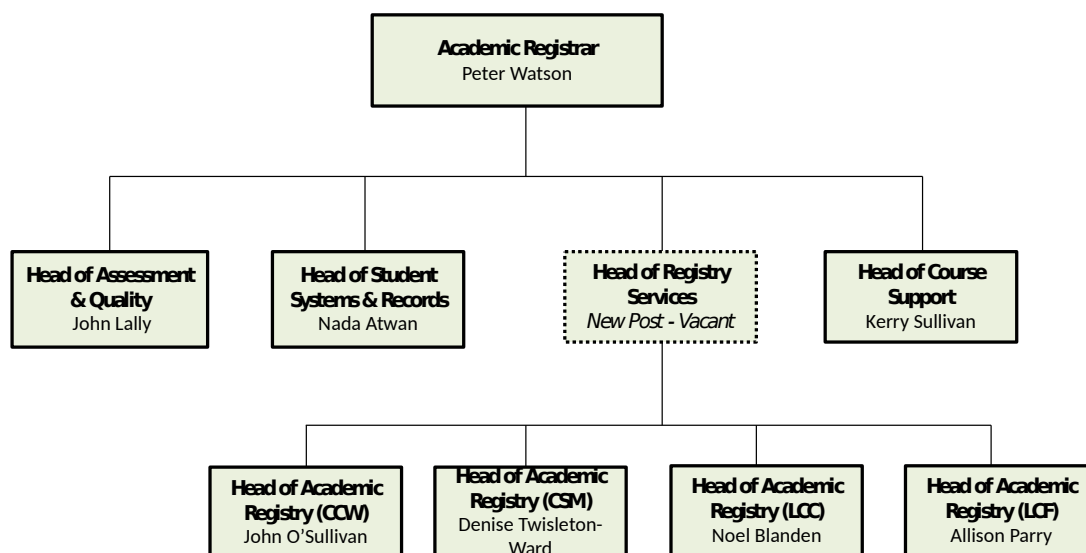 Academic Registrar
Peter Watson
Head of Assessment
& Quality
John Lally
Head of Student
Systems & Records
Nada Atwan
Head of Registry
Services
New Post - Vacant
Head of Course
Support
Kerry Sullivan
Head of Academic
Registry (CCW)
John O’Sullivan
Head of Academic
Registry (CSM)
Denise Twisleton-
Ward
Head of Academic
Registry (LCC)
Noel Blanden
Head of Academic
Registry (LCF)
Allison Parry